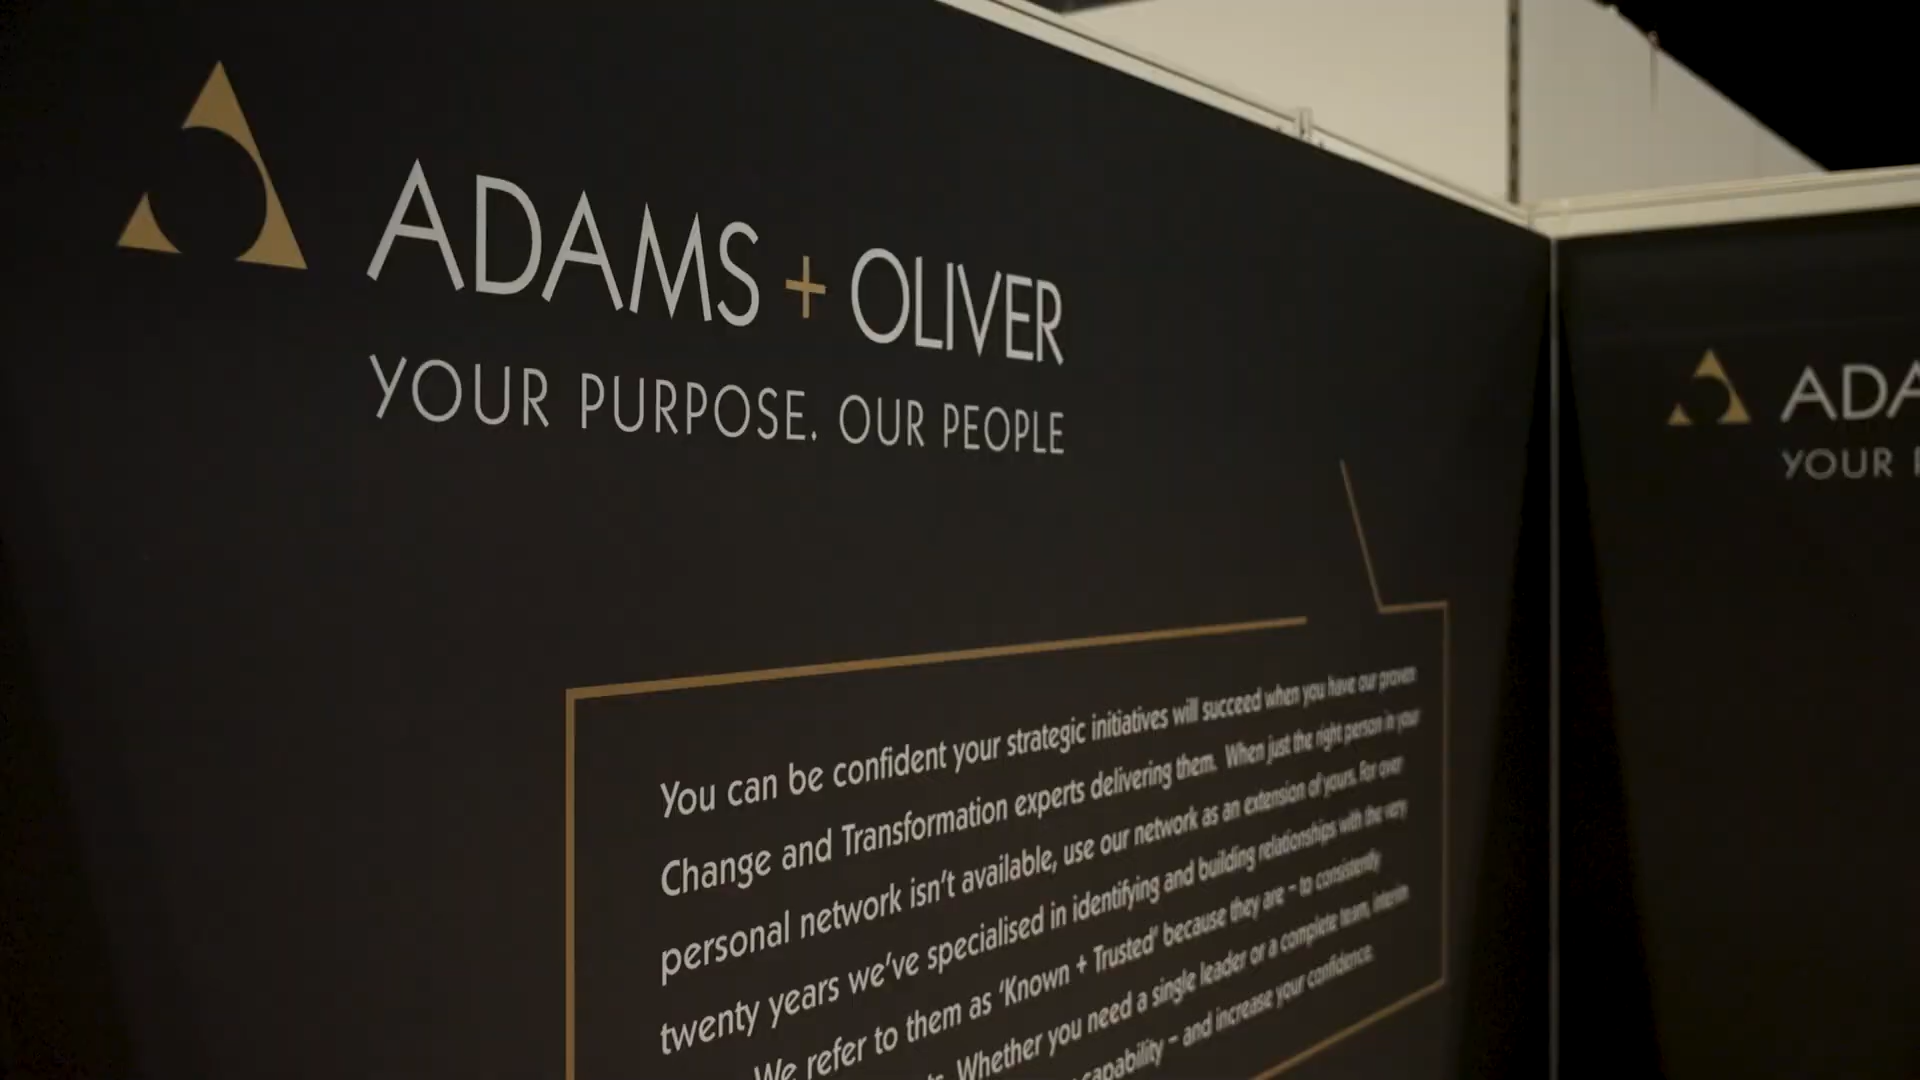 ADAMS + OLIVER
YOUR PURPOSE. OUR PEOPLE
ADA
YOUR
You can be confident your strategic initiatives will succeed when you have our proven
Change and Transformation experts delivering them. When just the right person in your
personal network isn't available, use our network as an extension of yours. For over
twenty years we've specialised in identifying and building relationships with the very
We refer to them as 'Known + Trusted' because they are – to consistently
Whether you need a single leader or a complete team, interim
capability – and increase your confidence.